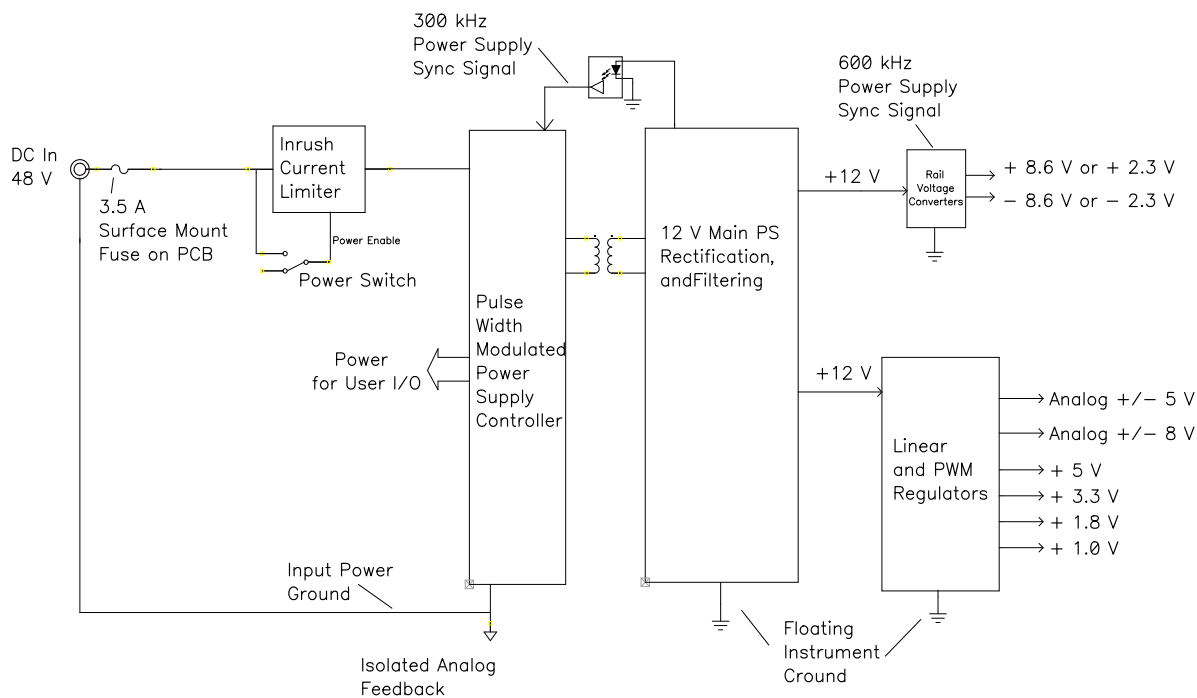 300 kHz
Power Supply
Sync Signal
600 kHz
Power Supply
Sync Signal
DC In
48 V
Inrush
Current
Limiter
3.5 A
Surface Mount
Fuse on PCB
Power Enable
Power Switch
+12 V
Rail
Voltage
Converters
+ 8.6 V or + 2.3 V
− 8.6 V or − 2.3 V
12 V Main PS
Rectification,
andFiltering
Pulse
Width
Modulated
Power
Supply
Controller
Power
for User I/O
+12 V
Linear
and PWM
Regulators
Analog +/− 5 V
Analog +/− 8 V
+ 5 V
+ 3.3 V
+ 1.8 V
+ 1.0 V
Input Power
Ground
Isolated Analog
Feedback
Floating
Instrument
Ground